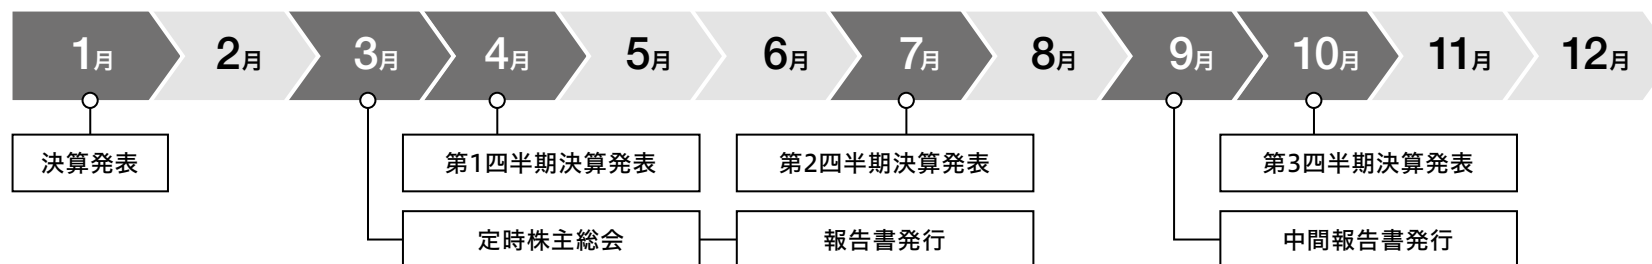 1月 2月 3月 4月 5月 6月 7月 8月 9月 10月 11月 12月
決算発表 第1四半期決算発表 第2四半期決算発表 第3四半期決算発表
定時株主総会 報告書発行 中間報告書発行